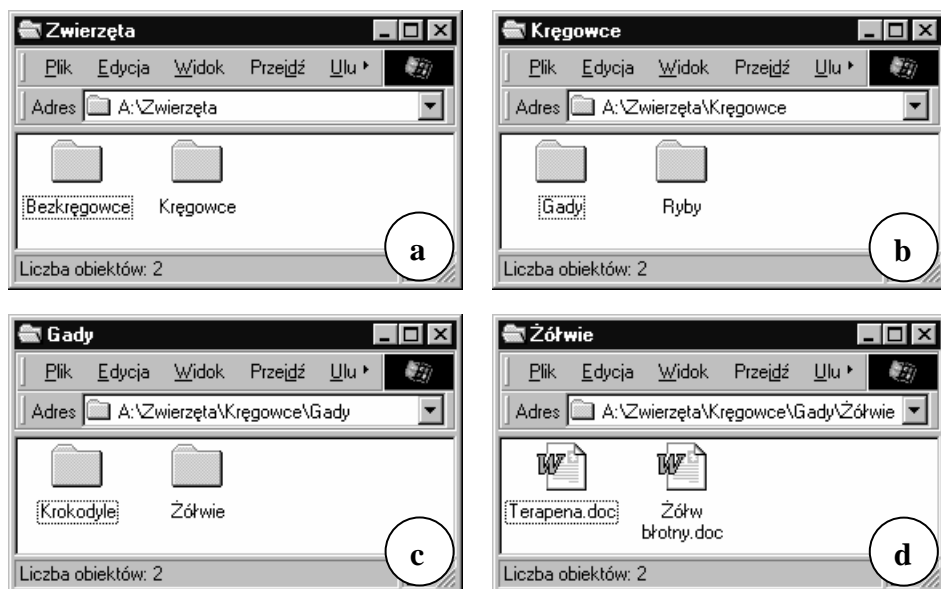 Zwierzęta
Plik Edycja Widok Przejdź Ulu
Adres A:\Zwierzęta
Bezkręgowce Kręgowce
Liczba obiektów: 2
a
Kręgowce
Plik Edycja Widok Przejdź Ulu
Adres A:\Zwierzęta\Kręgowce
Gady Ryby
Liczba obiektów: 2
b
Gady
Plik Edycja Widok Przejdź Ulu
Adres A:\Zwierzęta\Kręgowce\Gady
Krokodyle Żółwie
Liczba obiektów: 2
c
Żółwie
Plik Edycja Widok Przejdź Ulu
Adres A:\Zwierzęta\Kręgowce\Gady\Żółwie
Terapena.doc Żółw
błotny.doc
Liczba obiektów: 2
d